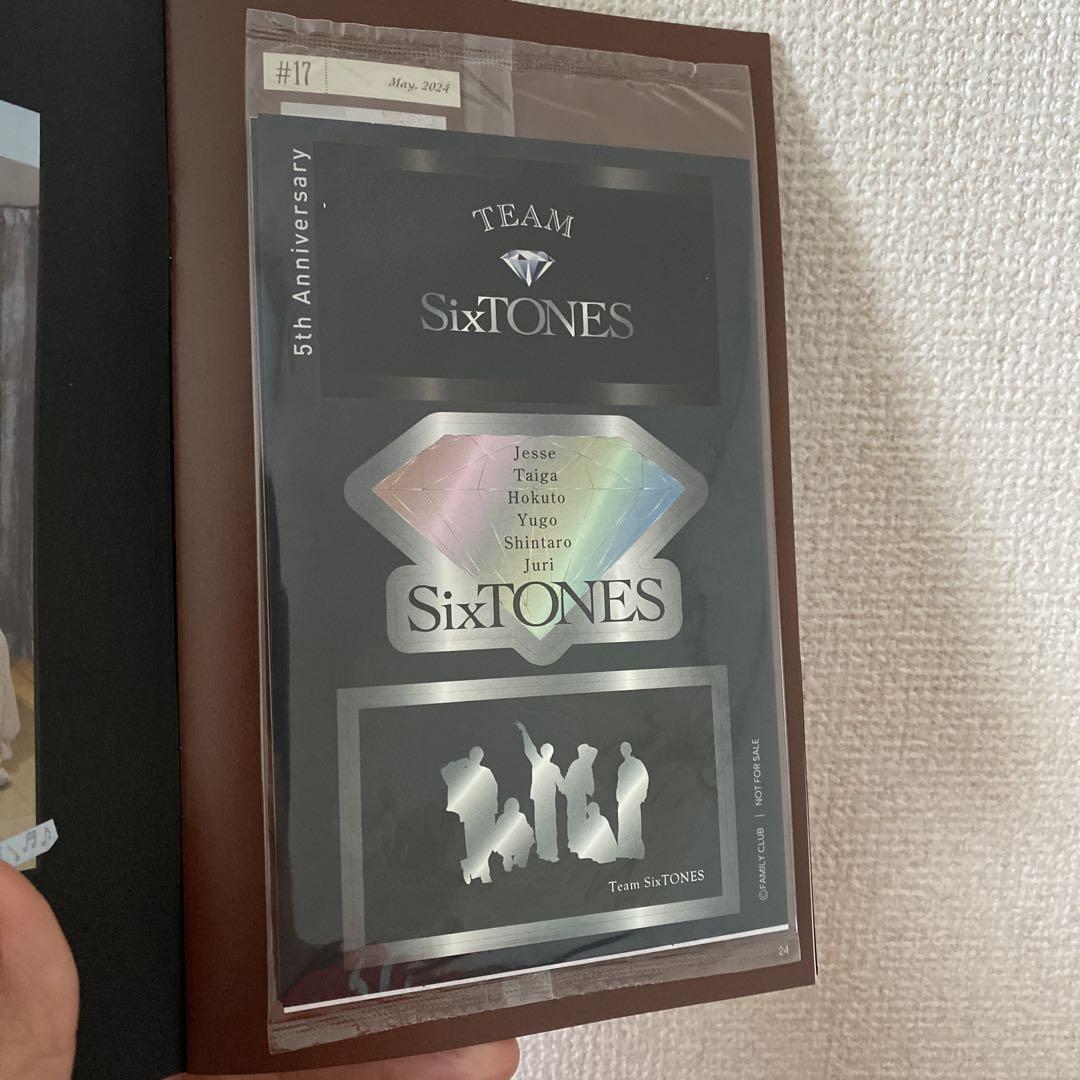 #17
May, 2024
5th Anniversary
TEAM
SixTONES
Jesse
Taiga
Hokuto
Yugo
Shintaro
Juri
SixTONES
Team SixTONES
©FAMILY CLUB | NOT FOR SALE
24